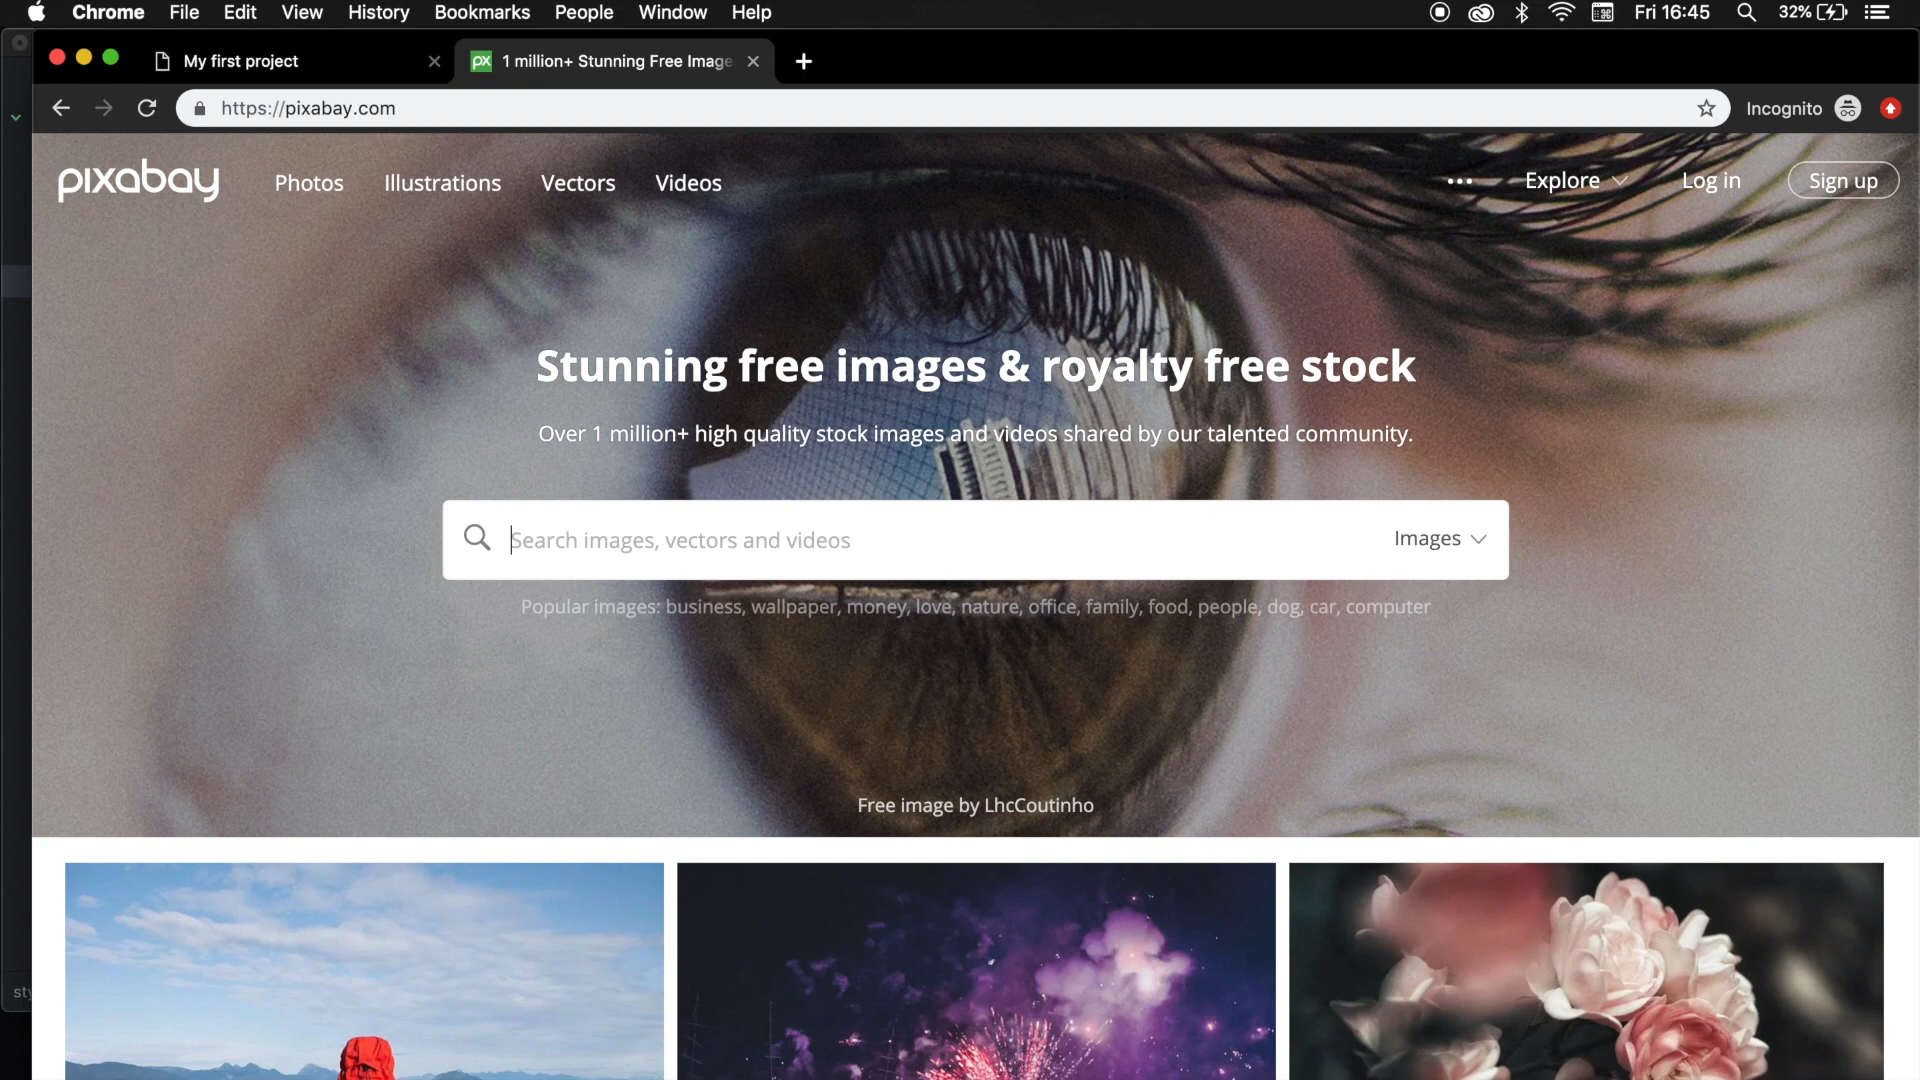 Chrome File Edit View History Bookmarks People Window Help Fri 16:45 32%
My first project 1 million+ Stunning Free Image
https://pixabay.com Incognito
pixabay Photos Illustrations Vectors Videos ••• Explore Log in Sign up
Stunning free images & royalty free stock
Over 1 million+ high quality stock images and videos shared by our talented community.
Search images, vectors and videos Images
Popular images: business, wallpaper, money, love, nature, office, family, food, people, dog, car, computer
Free image by LhcCoutinho
sty